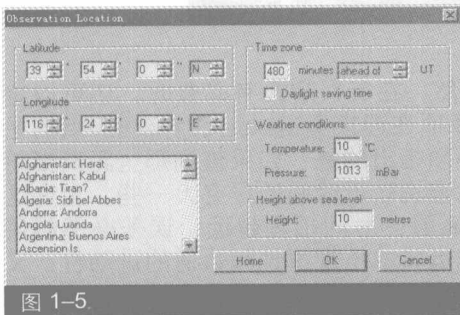 Observation Location
Latitude
39 ° 54 ' 0 " N
Longitude
116 ° 24 ' 0 " E
Afghanistan: Herat
Afghanistan: Kabul
Albania: Tiran?
Algeria: Sidi bel Abbes
Andorra: Andorra
Angola: Luanda
Argentina: Buenos Aires
Ascension Is.
Time zone
480 minutes ahead of UT
Daylight saving time
Weather conditions
Temperature: 10 °C
Pressure: 1013 mBar
Height above sea level
Height: 10 metres
Home OK Cancel
图 1–5